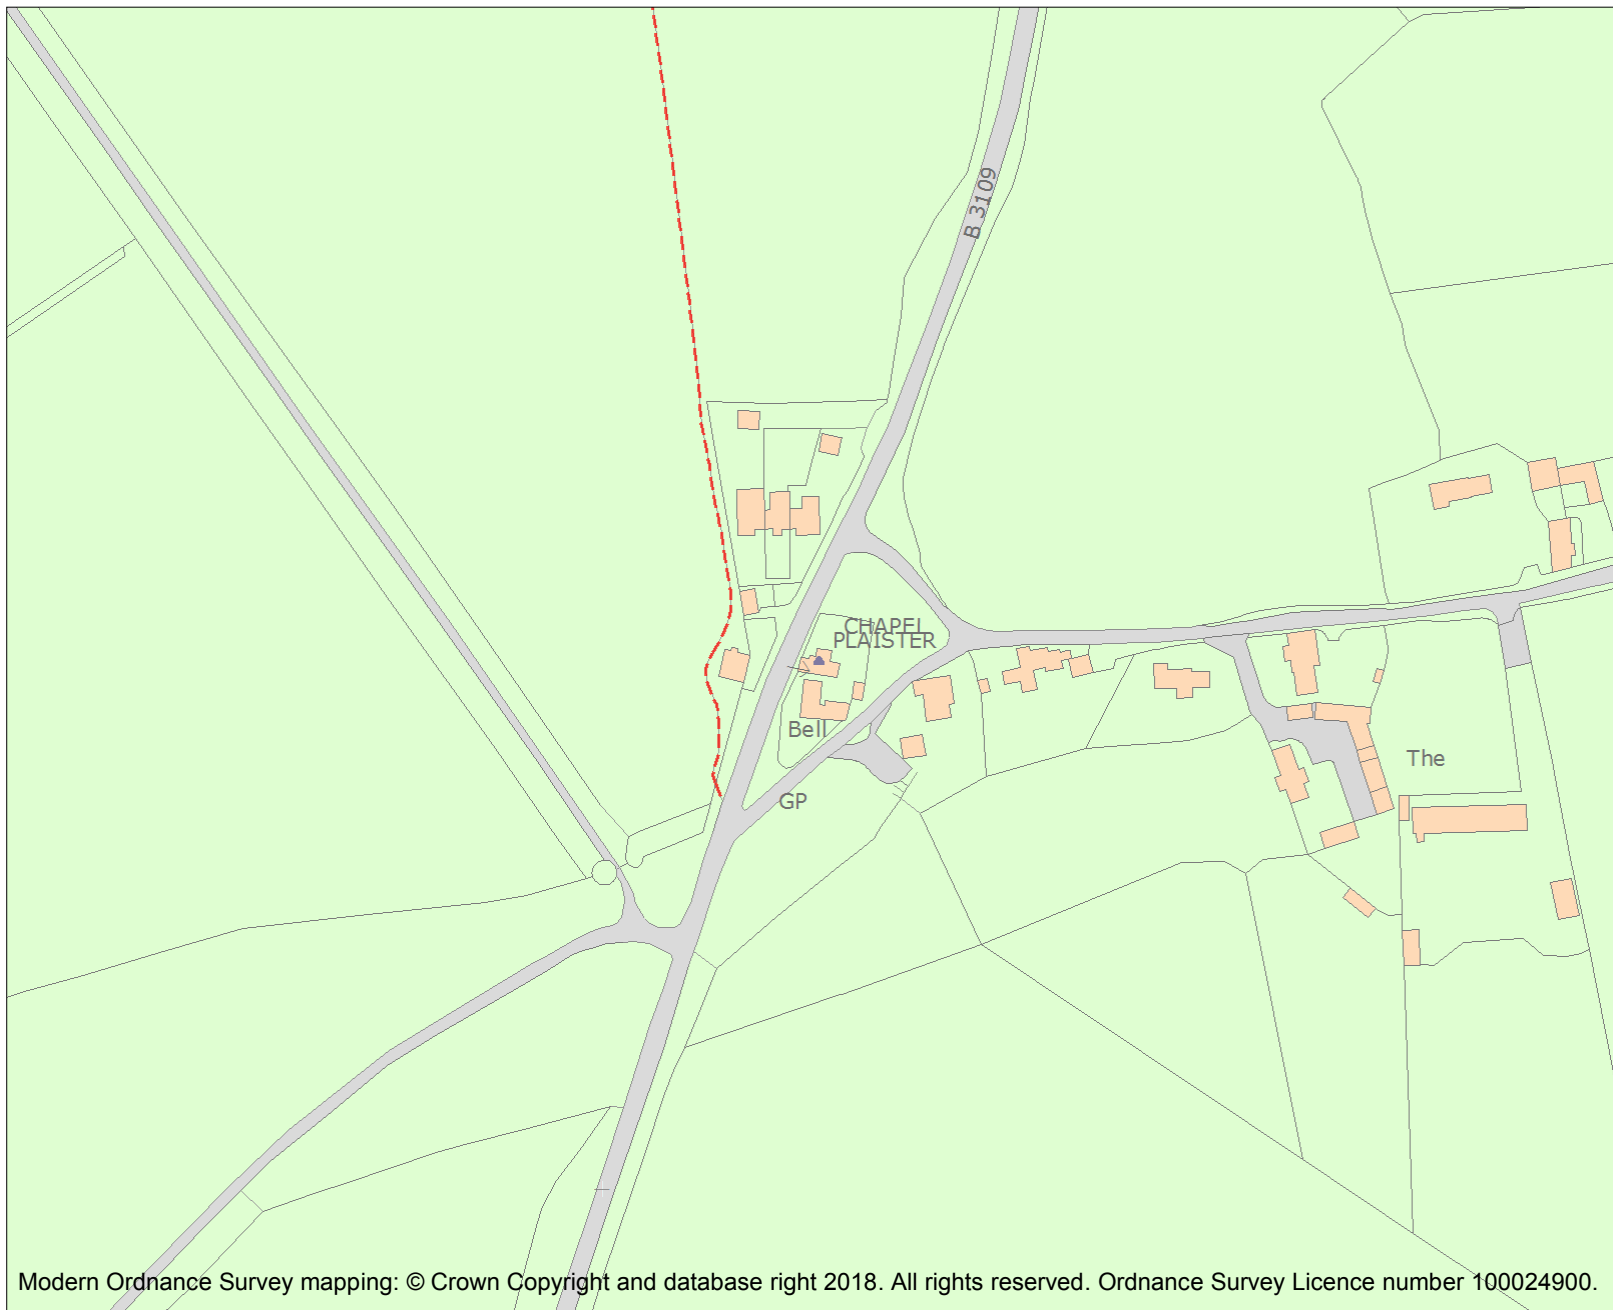 B 3109
CHAPEL
PLAISTER
Bell
The
GP
Modern Ordnance Survey mapping: © Crown Copyright and database right 2018. All rights reserved. Ordnance Survey Licence number 100024900.